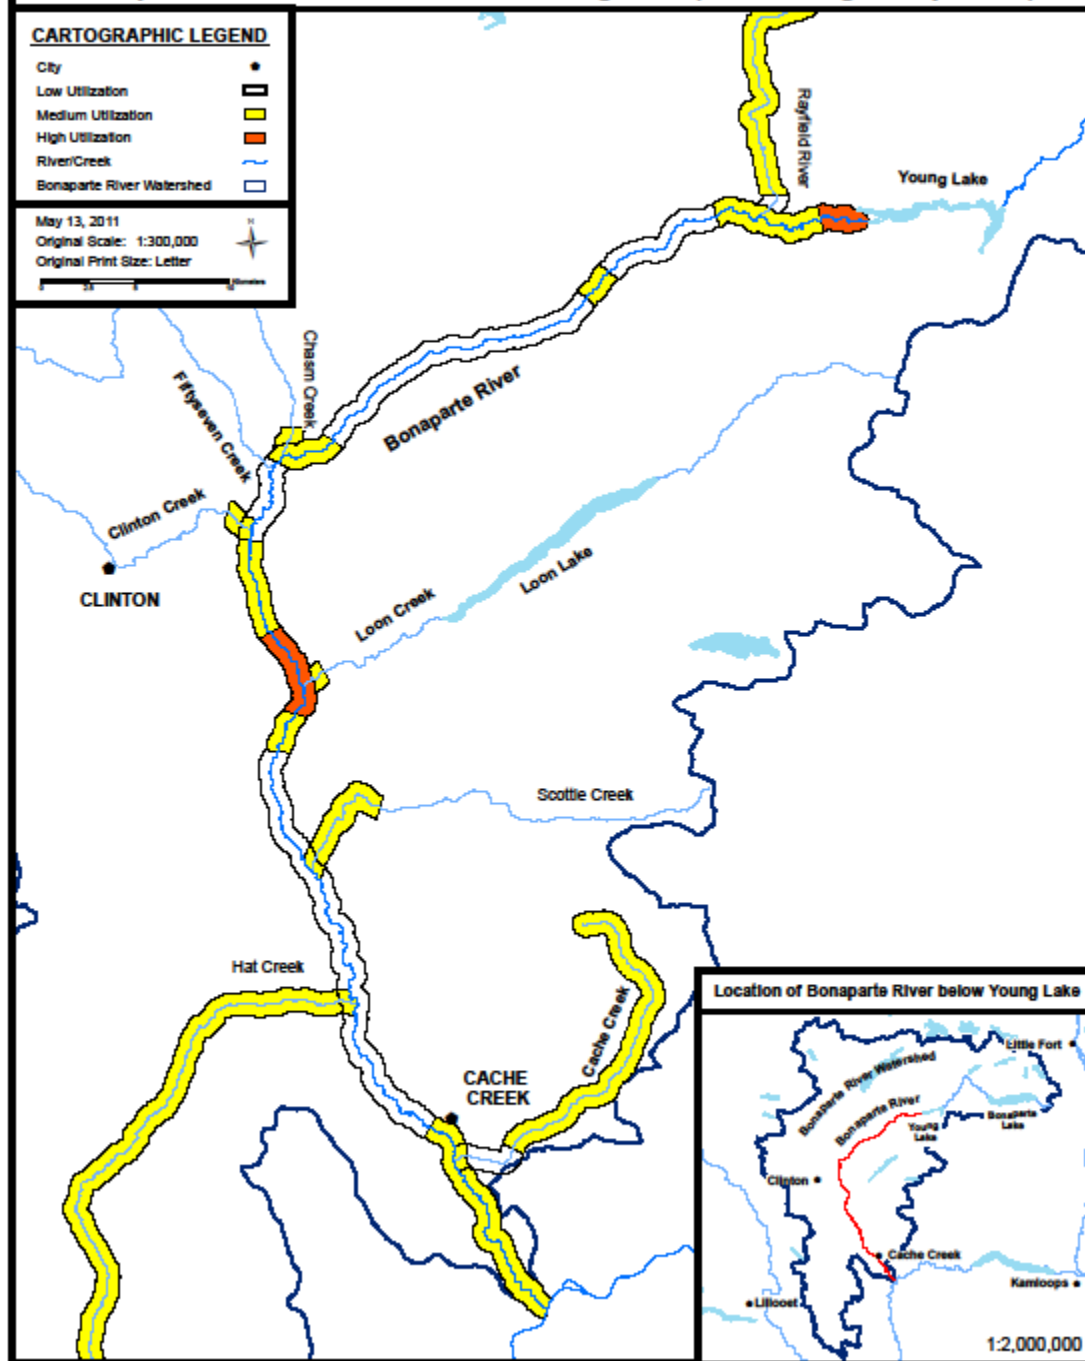 CARTOGRAPHIC LEGEND
City
Low Utilization
Medium Utilization
High Utilization
River/Creek
Bonaparte River Watershed
May 13, 2011
N
Original Scale: 1:300,000
Original Print Size: Letter
Kilometers
Rayfield River
Young Lake
Chasm Creek
Fiftyseven Creek
Bonaparte River
Clinton Creek
CLINTON
Loon Creek
Loon Lake
Scottie Creek
Hat Creek
Cache Creek
CACHE
CREEK
Location of Bonaparte River below Young Lake
Little Fort
Bonaparte River Watershed
Bonaparte River
Young
Lake
Bonaparte
Lake
Clinton
Cache Creek
Kamloops
Lillooet
1:2,000,000